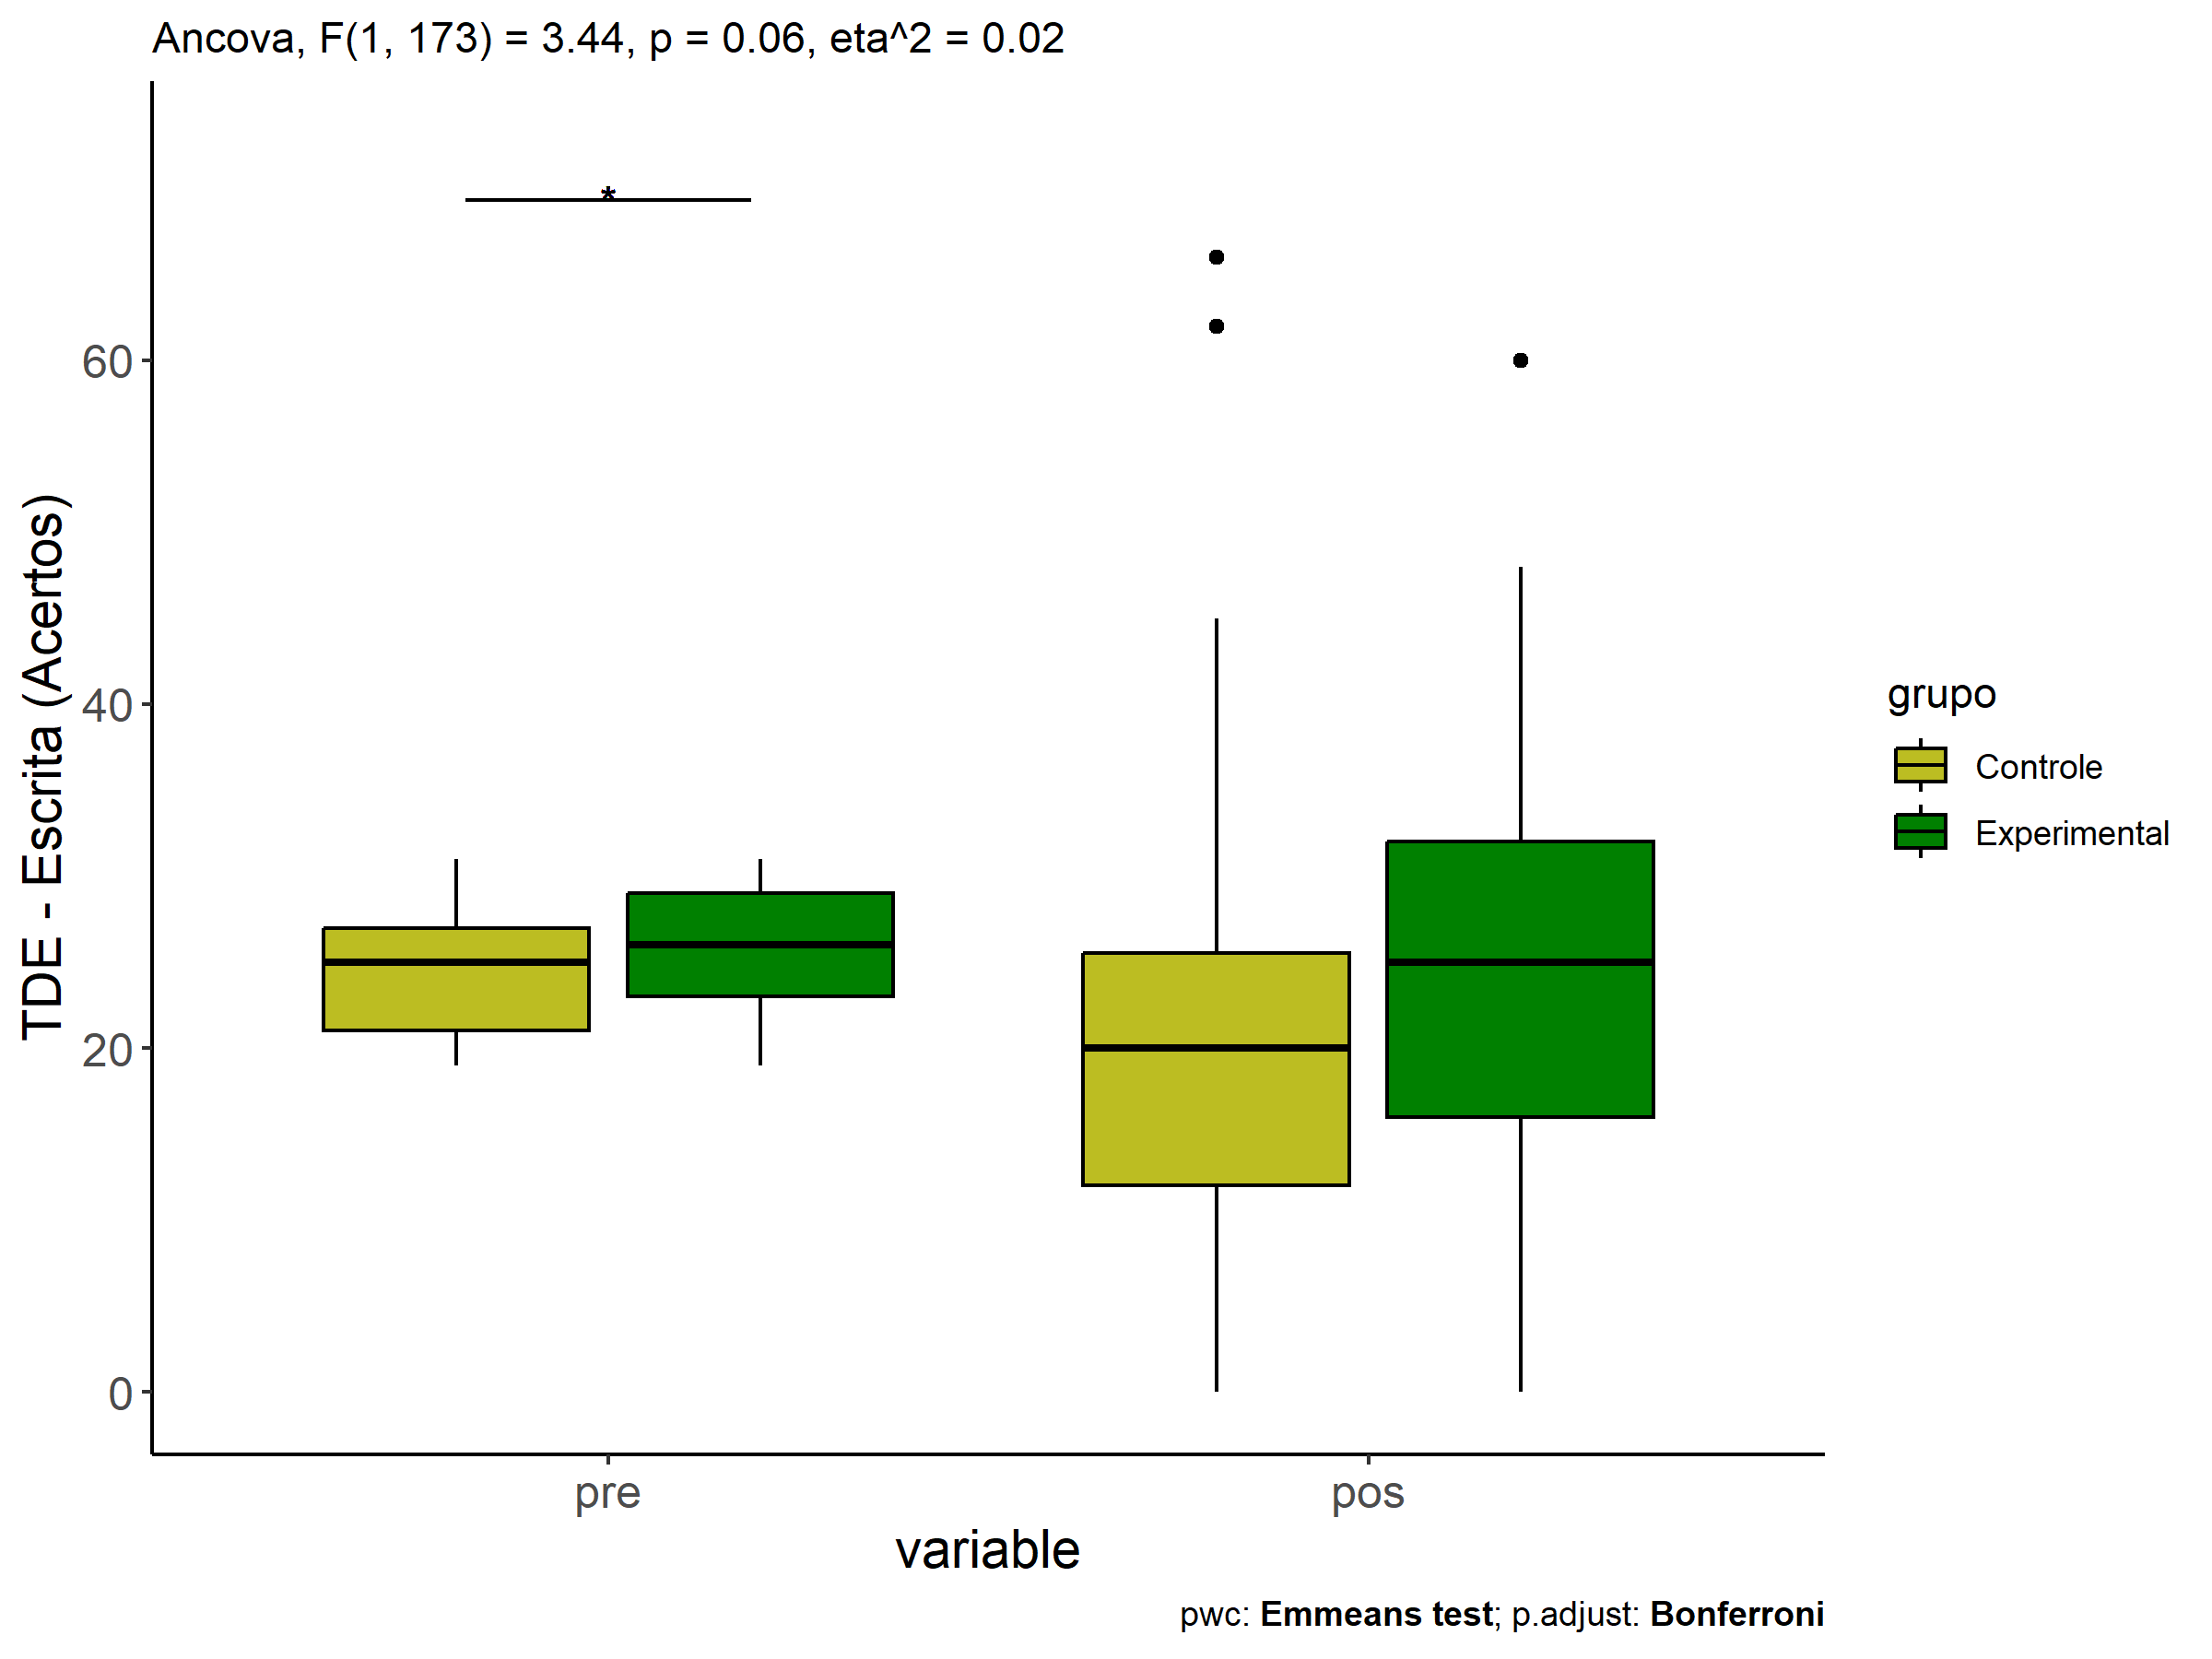 Ancova, F(1, 173) = 3.44, p = 0.06, eta^2 = 0.02
*
TDE - Escrita (Acertos)
60
40
20
0
pre
pos
variable
grupo
Controle
Experimental
pwc: Emmeans test; p.adjust: Bonferroni